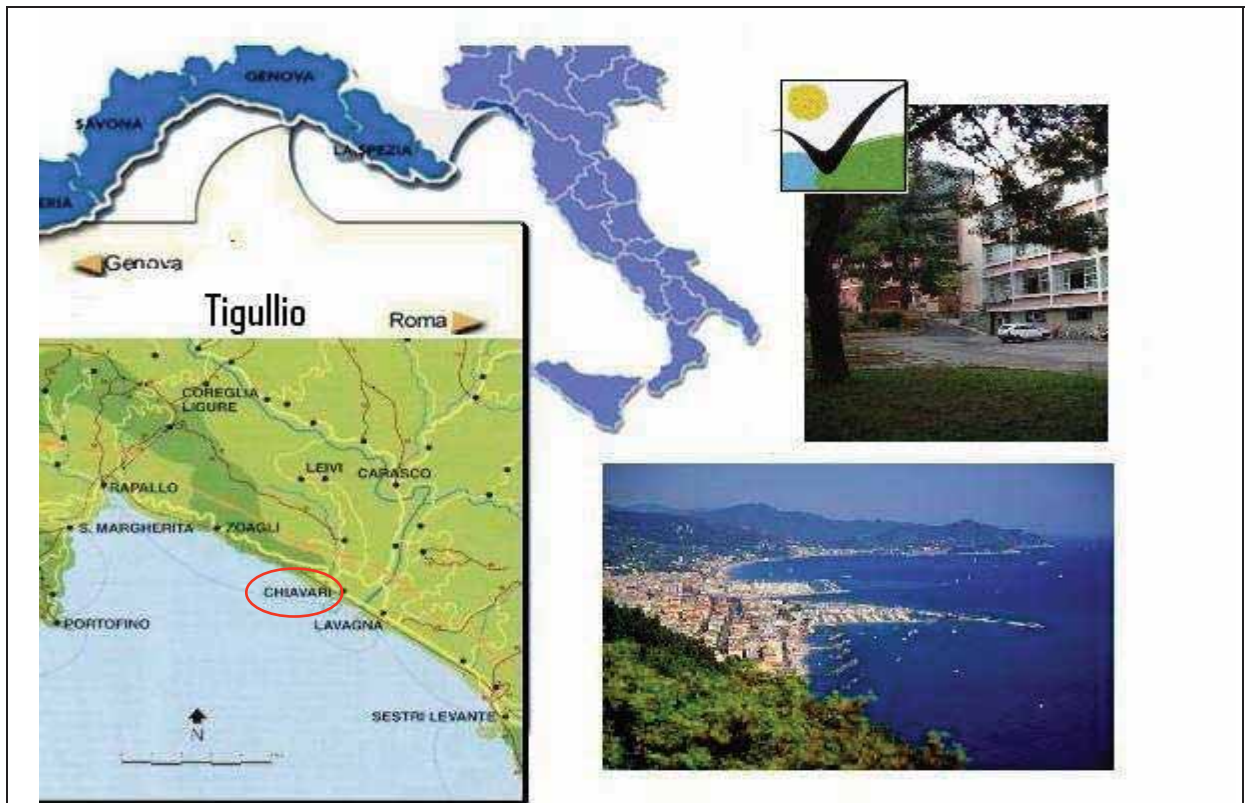 GENOVA
SAVONA
LA SPEZIA
ERIA
Genova
Tigullio
Roma
COREGLIA
LIGURE
LEIVI
CARASCO
RAPALLO
S. MARGHERITA
ZOAGLI
CHIAVARI
PORTOFINO
LAVAGNA
SESTRI LEVANTE
N